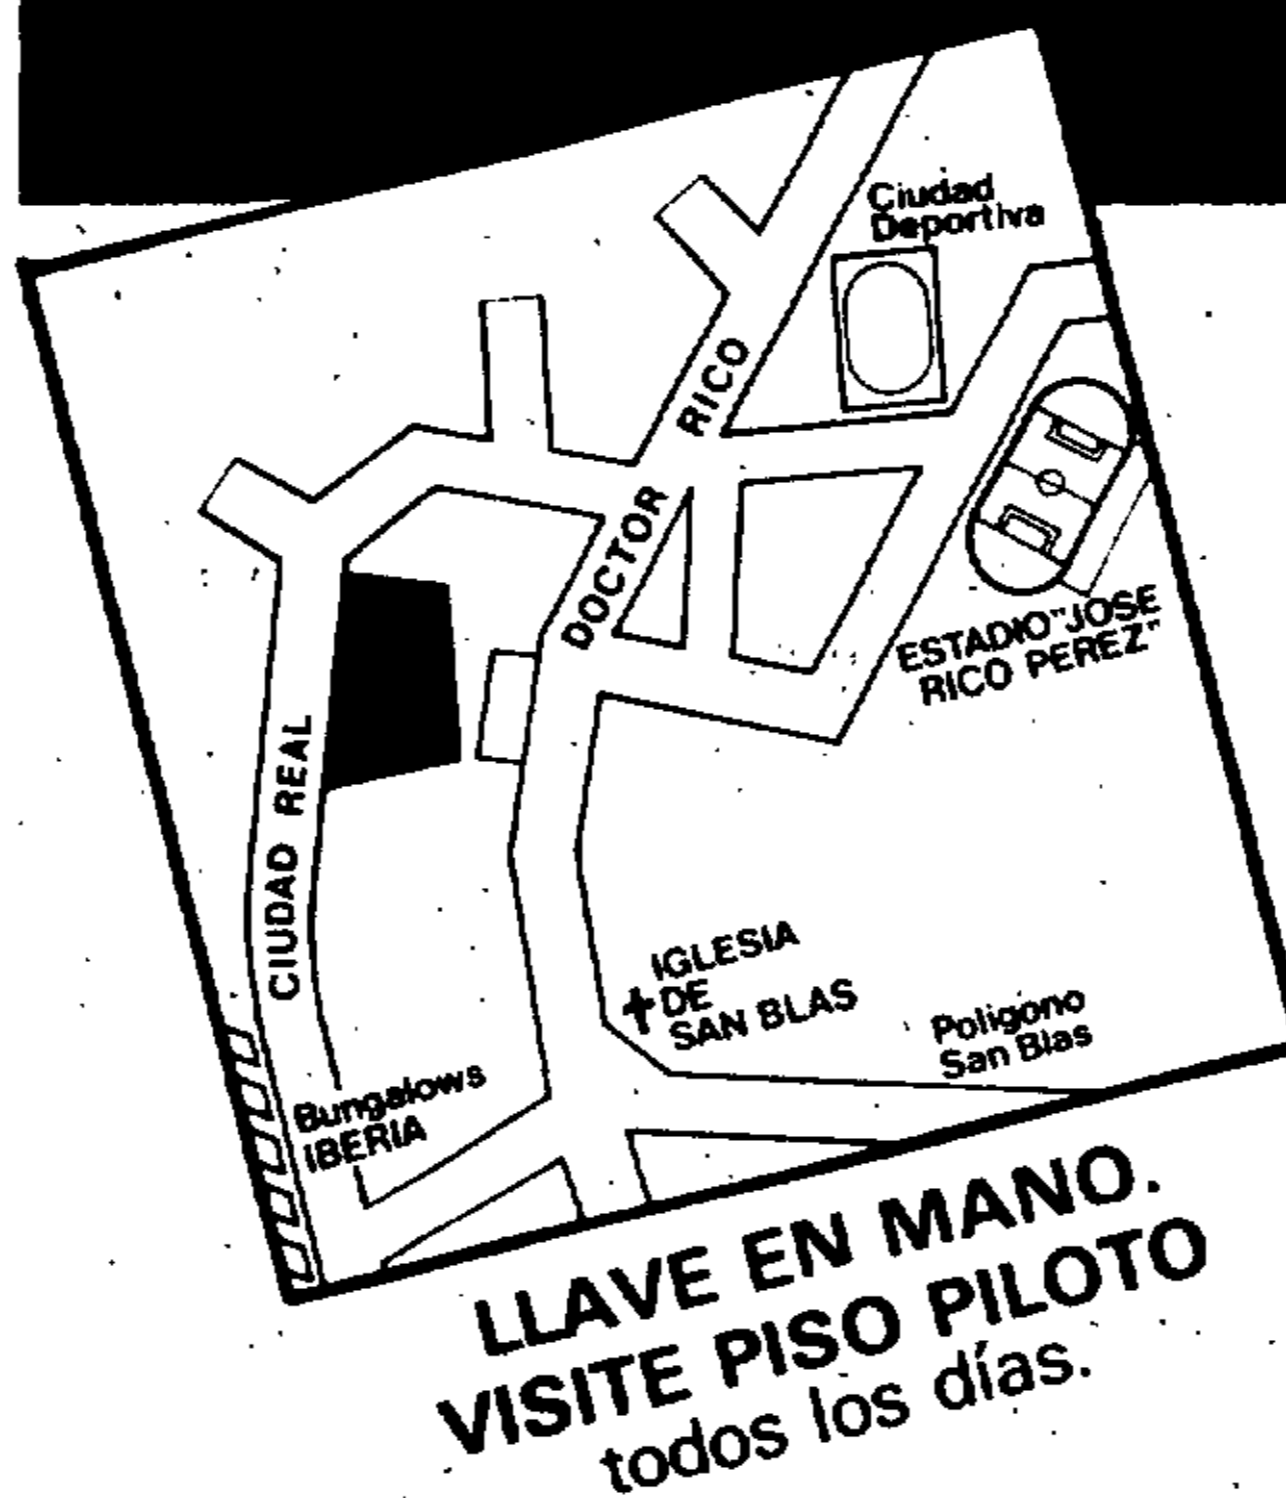 Ciudad
Deportiva
RICO
DOCTOR
ESTADIO "JOSE
RICO PEREZ"
CIUDAD REAL
IGLESIA
DE
SAN BLAS
Poligono
San Blas
Bungalows
IBERIA
LLAVE EN MANO.
VISITE PISO PILOTO
todos los días.